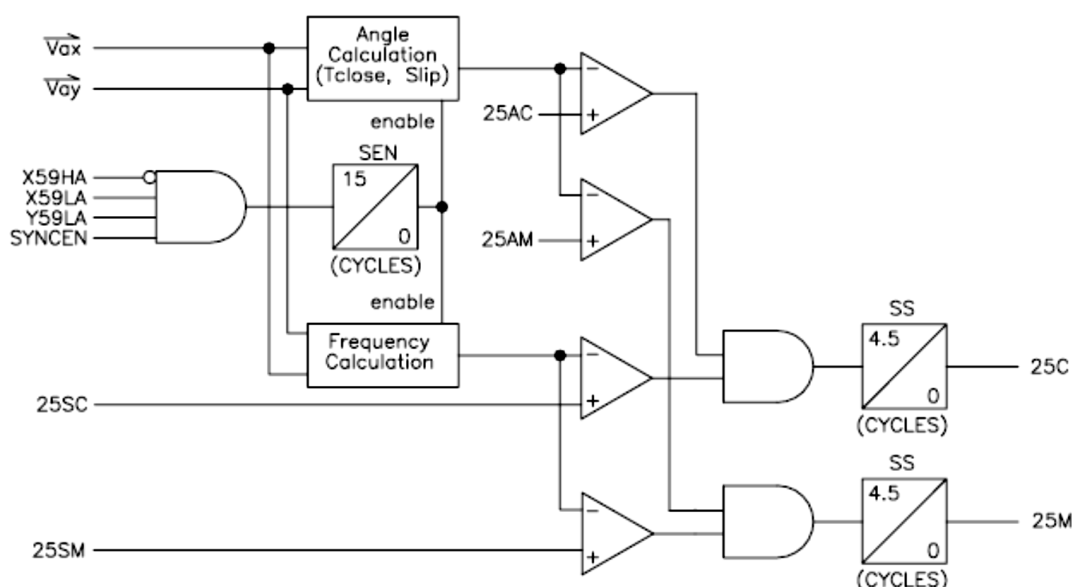 Vax
Vay
Angle
Calculation
(Tclose, Slip)
enable
25AC
−
+
X59HA
X59LA
Y59LA
SYNCEN
SEN
15
0
(CYCLES)
25AM
−
+
enable
Frequency
Calculation
−
+
25SC
SS
4.5
0
(CYCLES)
25C
−
+
25SM
SS
4.5
0
(CYCLES)
25M